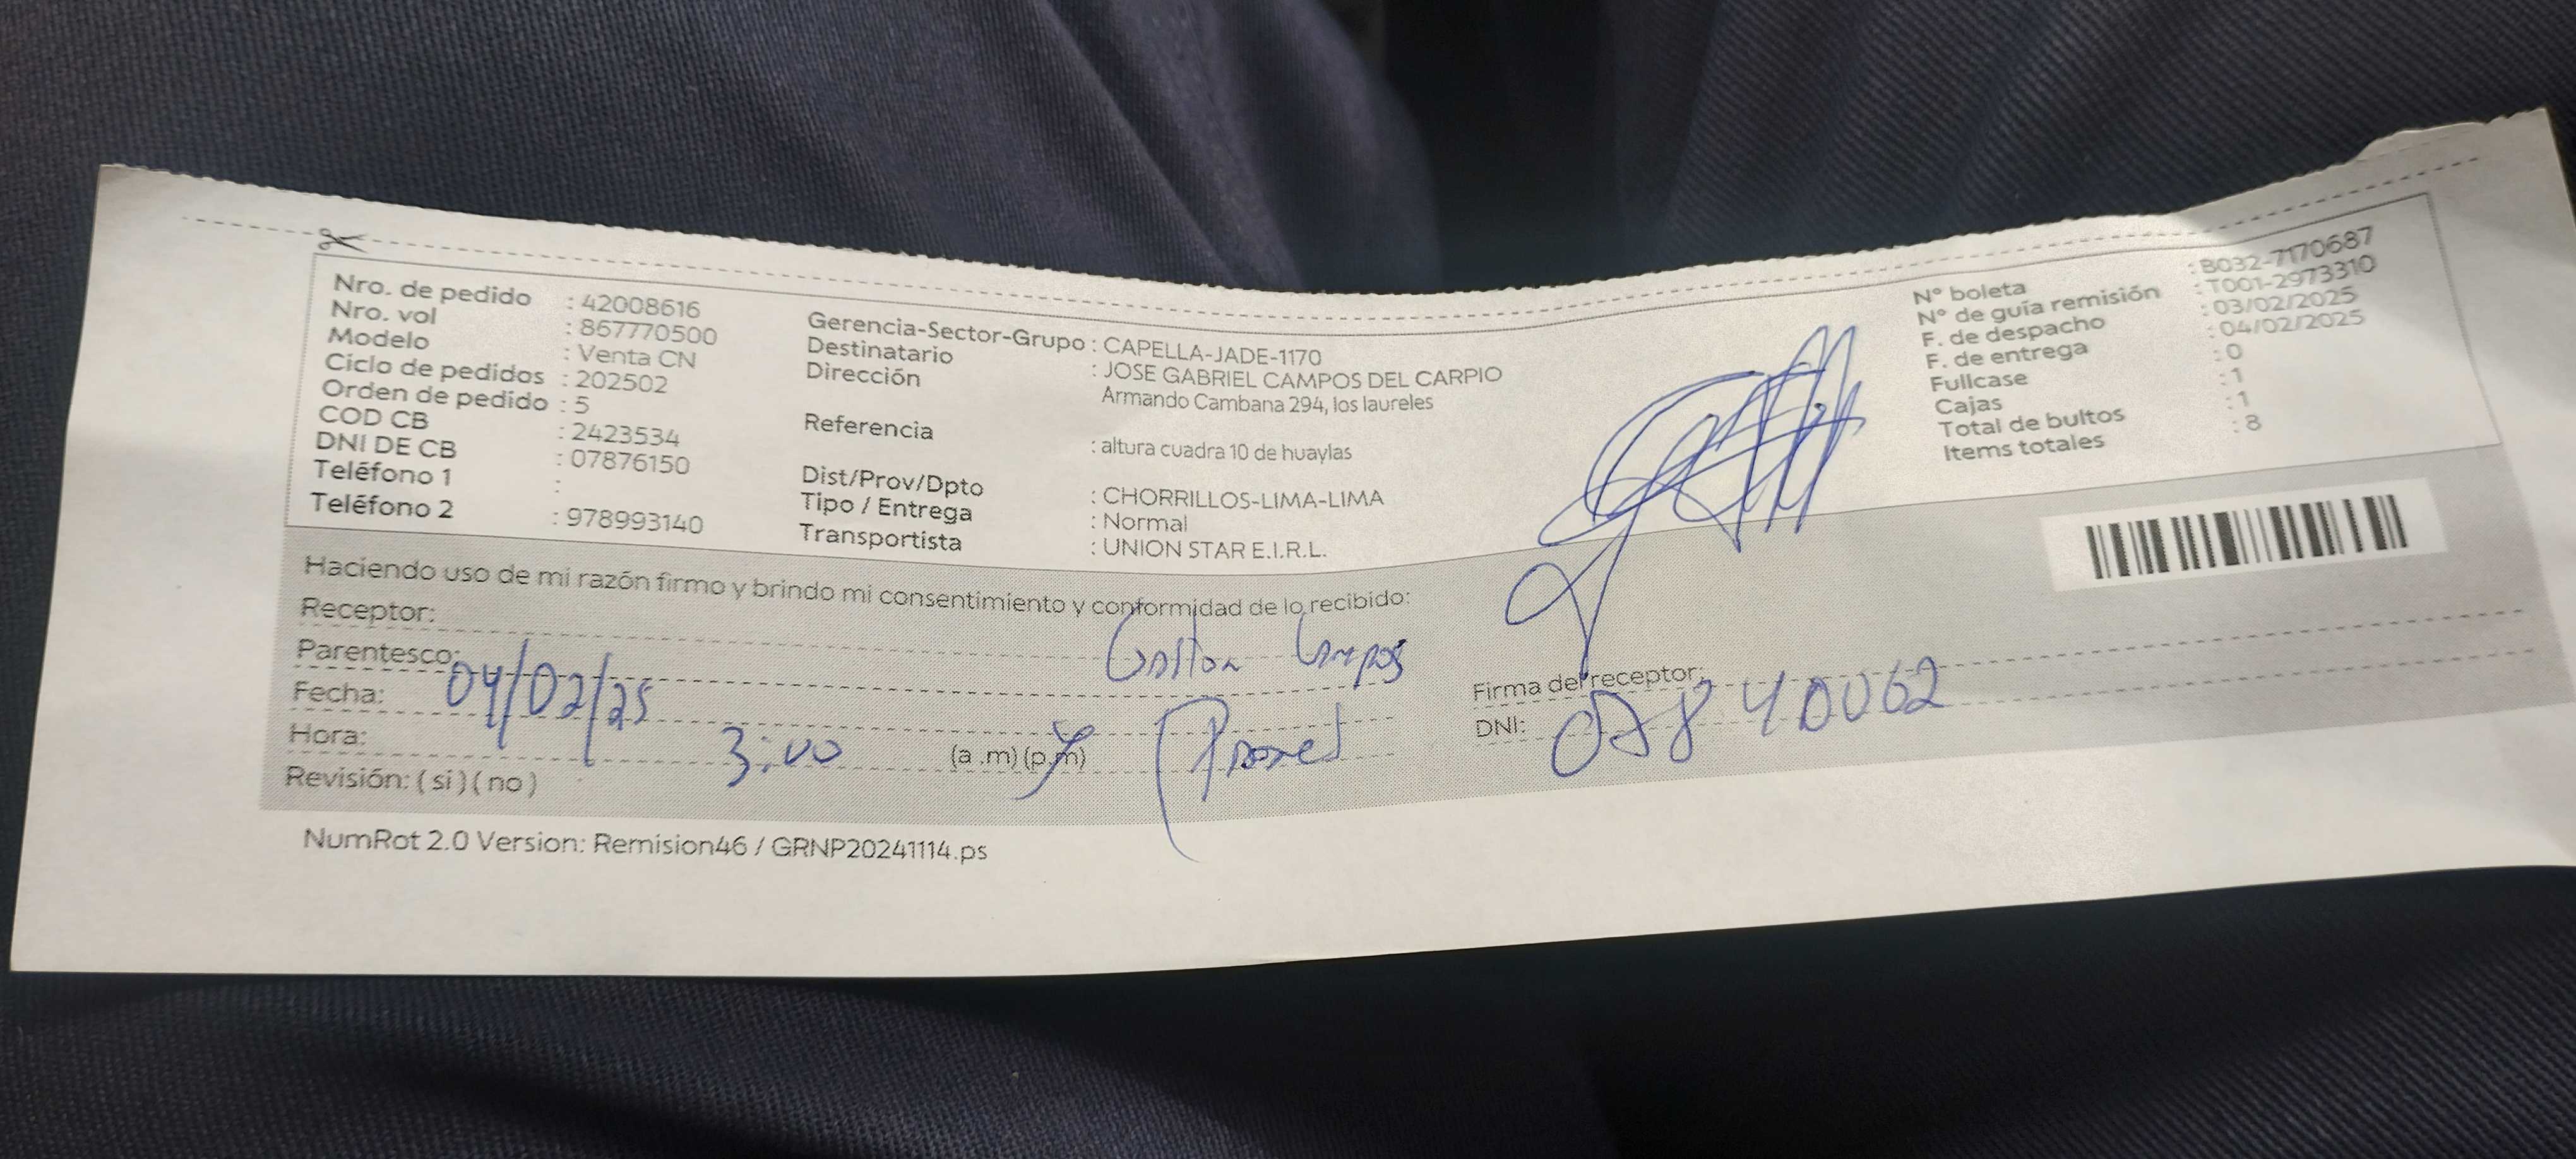 Nro. de pedido : 42008616
Nro. vol : 867770500
Modelo : Venta CN
Ciclo de pedidos : 202502
Orden de pedido : 5
COD CB : 2423534
DNI DE CB : 07876150
Teléfono 1 :
Teléfono 2 : 978993140
Gerencia-Sector-Grupo : CAPELLA-JADE-1170
Destinatario : JOSE GABRIEL CAMPOS DEL CARPIO
Dirección Armando Cambana 294, los laureles
Referencia : altura cuadra 10 de huaylas
Dist/Prov/Dpto : CHORRILLOS-LIMA-LIMA
Tipo / Entrega : Normal
Transportista : UNION STAR E.I.R.L.
N° boleta : B032-7170687
N° de guía remisión : T001-2973310
F. de despacho : 03/02/2025
F. de entrega : 04/02/2025
Fullcase : 0
Cajas : 1
Total de bultos : 1
Items totales : 8
Haciendo uso de mi razón firmo y brindo mi consentimiento y conformidad de lo recibido:
Receptor: Campos
Parentesco:
Fecha: 04/02/25
Hora: 3:00 (a.m)(p.m)
Revisión: (si)(no)
Firma del receptor:
DNI: 07840062
NumRot 2.0 Version: Remision46 / GRNP20241114.ps